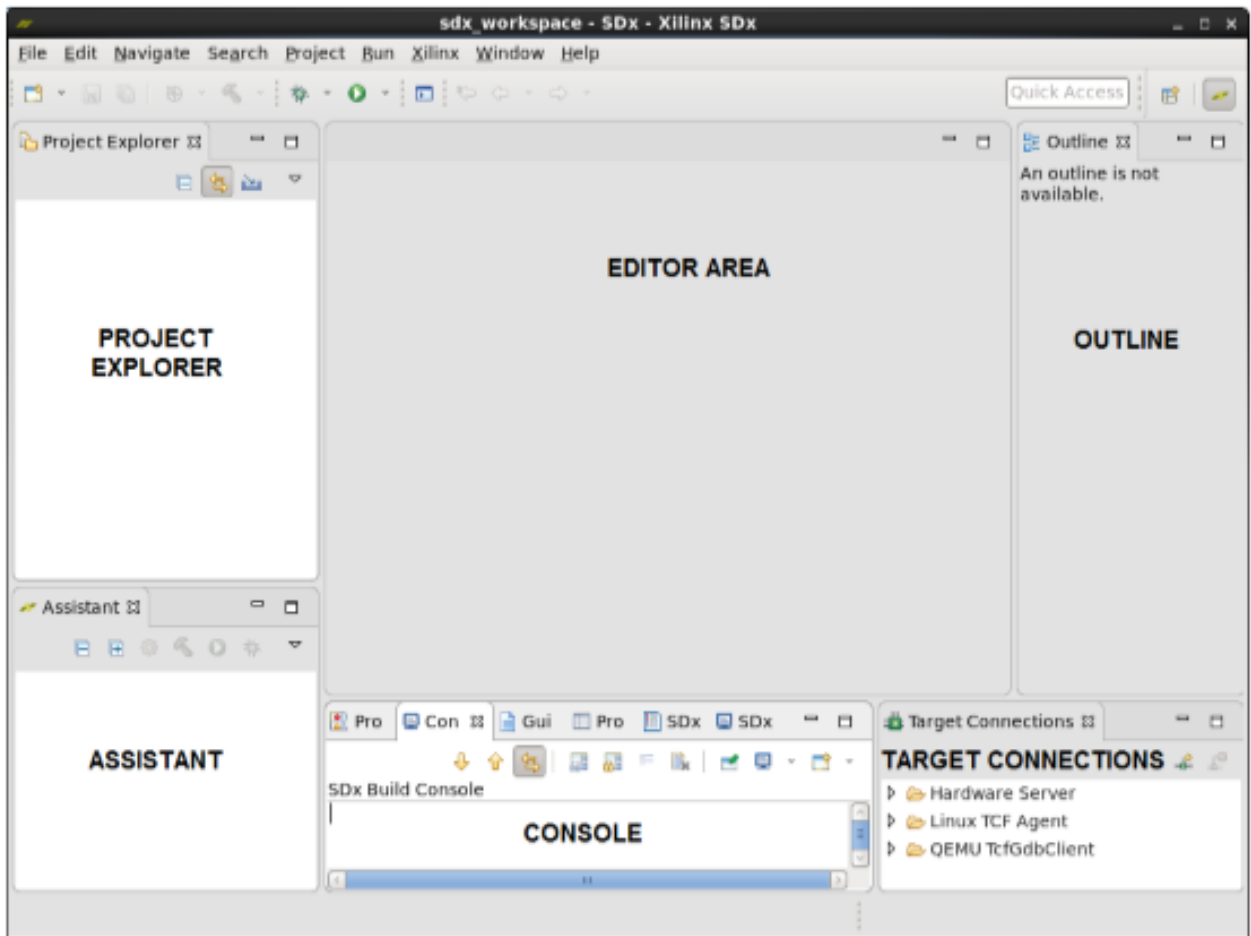 sdx_workspace - SDx - Xilinx SDx
File Edit Navigate Search Project Run Xilinx Window Help
Quick Access
Project Explorer
PROJECT
EXPLORER
EDITOR AREA
Outline
An outline is not
available.
OUTLINE
Assistant
ASSISTANT
Pro Con Gui Pro SDx SDx
SDx Build Console
CONSOLE
Target Connections
TARGET CONNECTIONS
Hardware Server
Linux TCF Agent
QEMU TcfGdbClient